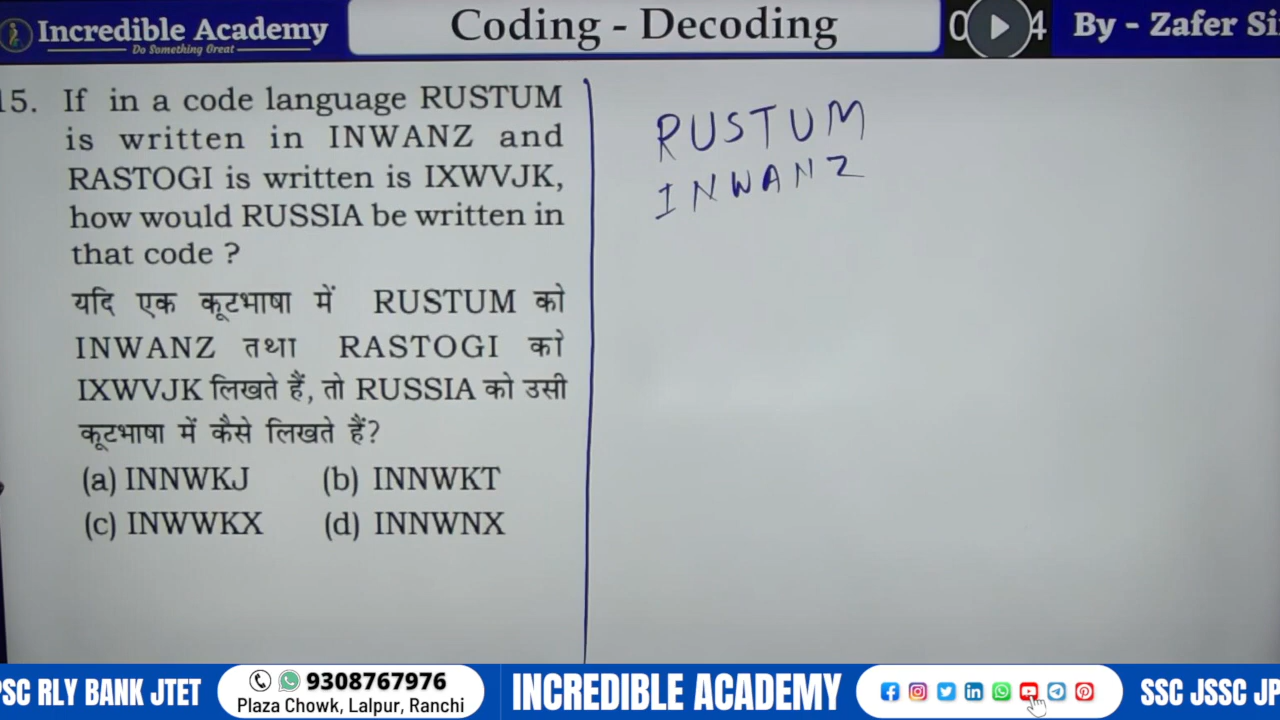 Incredible Academy
Do Something Great
Coding - Decoding
0 4
By - Zafer Si
15. If in a code language RUSTUM
is written in INWANZ and
RASTOGI is written is IXWVJK,
how would RUSSIA be written in
that code ?
यदि एक कूटभाषा में RUSTUM को
INWANZ तथा RASTOGI को
IXWVJK लिखते हैं, तो RUSSIA को उसी
कूटभाषा में कैसे लिखते हैं?
(a) INNWKJ (b) INNWKT
(c) INWWKX (d) INNWNX
RUSTUM
INWANZ
PSC RLY BANK JTET
9308767976
Plaza Chowk, Lalpur, Ranchi
INCREDIBLE ACADEMY
SSC JSSC JP